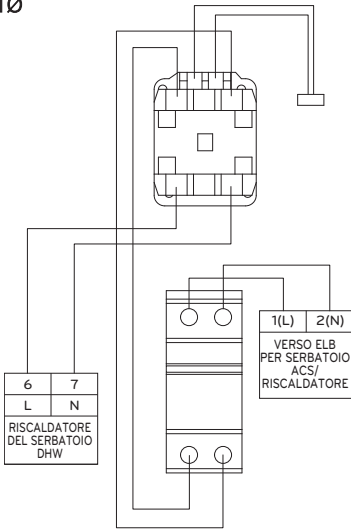 1Ø
1(L) 2(N)
VERSO ELB
PER SERBATOIO
ACS/
RISCALDATORE
6 7
L N
RISCALDATORE
DEL SERBATOIO
DHW